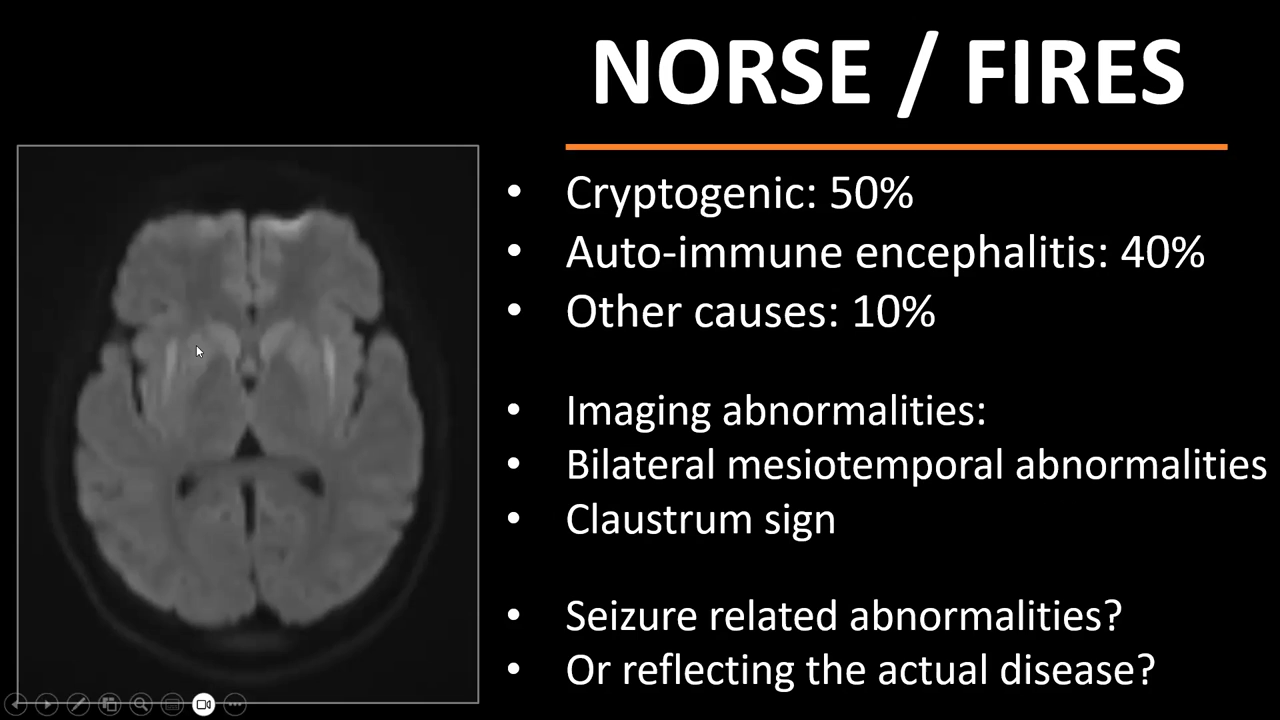 NORSE / FIRES
• Cryptogenic: 50%
• Auto-immune encephalitis: 40%
• Other causes: 10%
• Imaging abnormalities:
• Bilateral mesiotemporal abnormalities
• Claustrum sign
• Seizure related abnormalities?
• Or reflecting the actual disease?